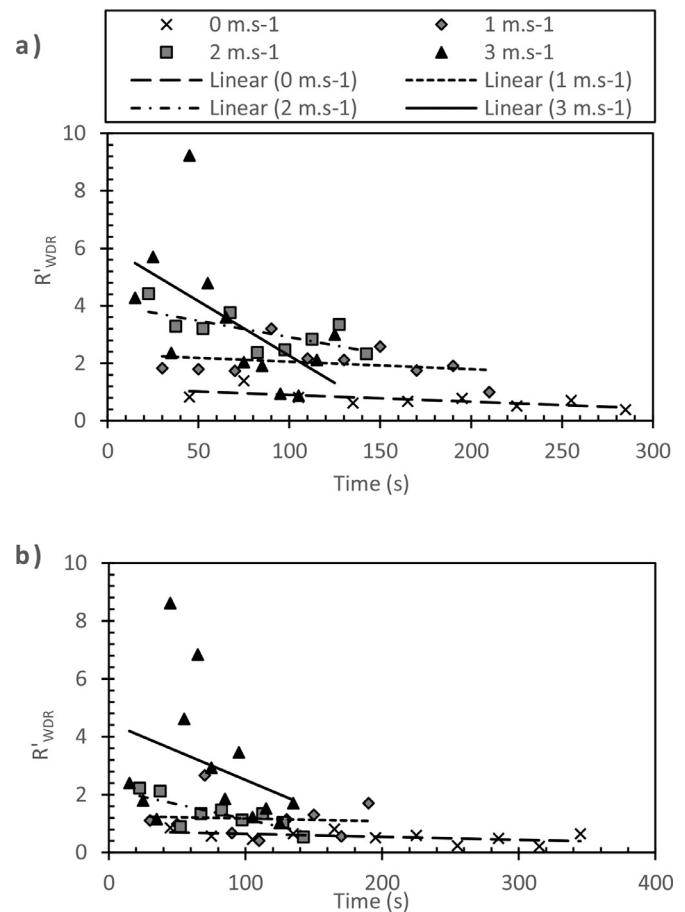 a)
0 m.s-1 1 m.s-1
2 m.s-1 3 m.s-1
Linear (0 m.s-1) Linear (1 m.s-1)
Linear (2 m.s-1) Linear (3 m.s-1)
10
8
6
4
2
0
R'WDR
0 50 100 150 200 250 300
Time (s)
b)
10
8
6
4
2
0
R'WDR
0 100 200 300 400
Time (s)